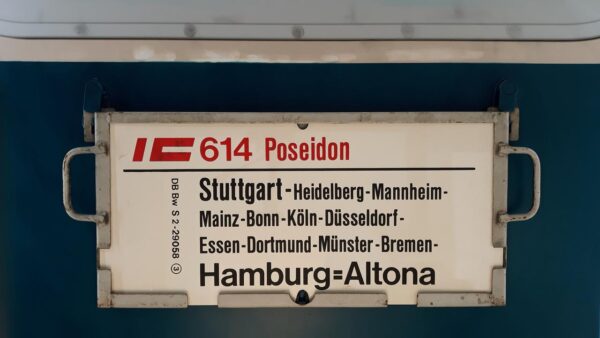 IC 614 Poseidon
Stuttgart-Heidelberg-Mannheim-
Mainz-Bonn-Köln-Düsseldorf-
Essen-Dortmund-Münster-Bremen-
Hamburg=Altona
DB Bw S 2-29058 ③